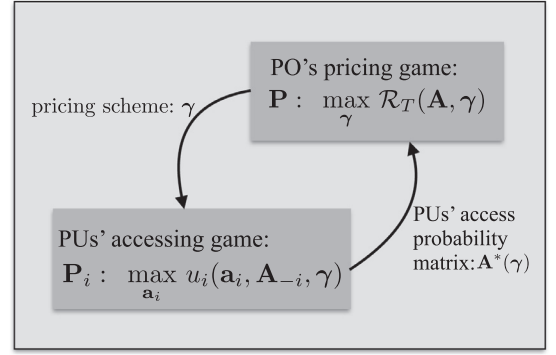 PO's pricing game:
P : max_γ R_T(A, γ)
pricing scheme: γ
PUs' accessing game:
P_i : max_{a_i} u_i(a_i, A_{−i}, γ)
PUs' access
probability
matrix: A*(γ)